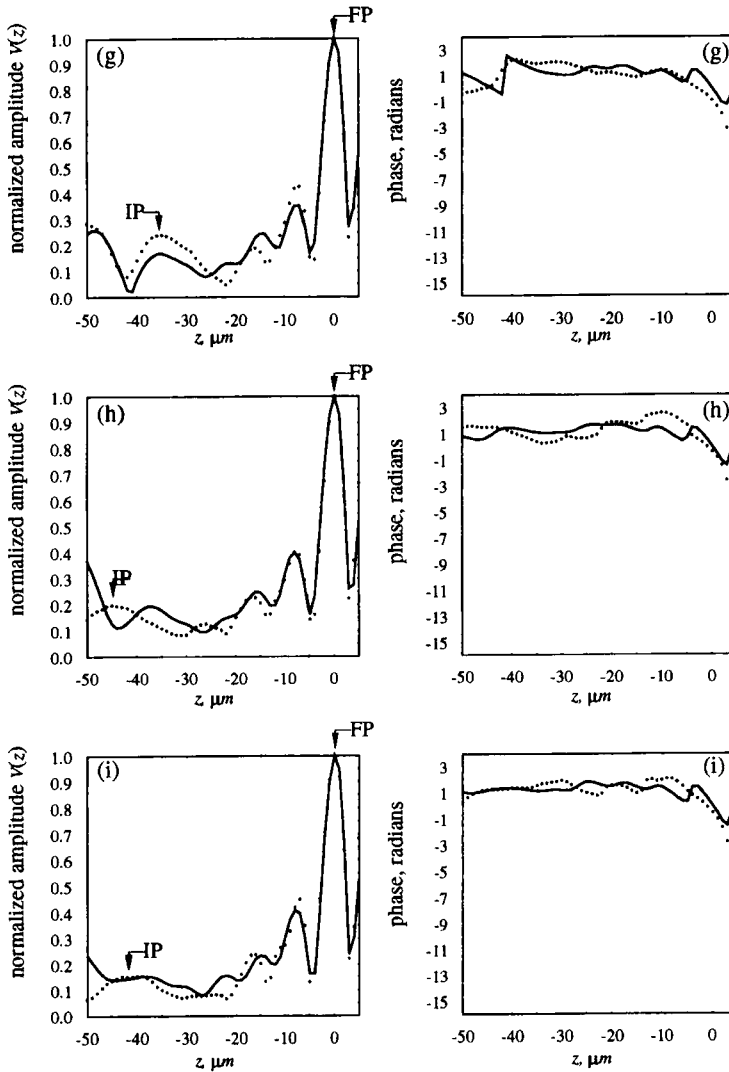 FP
(g)
normalized amplitude V(z)
1.0
0.9
0.8
0.7
0.6
0.5
0.4
0.3
0.2
0.1
0.0
IP
-50 -40 -30 -20 -10 0
z, μm
(g)
phase, radians
3
1
-1
-3
-5
-7
-9
-11
-13
-15
-50 -40 -30 -20 -10 0
z, μm
FP
(h)
normalized amplitude V(z)
1.0
0.9
0.8
0.7
0.6
0.5
0.4
0.3
0.2
0.1
0.0
IP
-50 -40 -30 -20 -10 0
z, μm
(h)
phase, radians
3
1
-1
-3
-5
-7
-9
-11
-13
-15
-50 -40 -30 -20 -10 0
z, μm
FP
(i)
normalized amplitude V(z)
1.0
0.9
0.8
0.7
0.6
0.5
0.4
0.3
0.2
0.1
0.0
IP
-50 -40 -30 -20 -10 0
z, μm
(i)
phase, radians
3
1
-1
-3
-5
-7
-9
-11
-13
-15
-50 -40 -30 -20 -10 0
z, μm